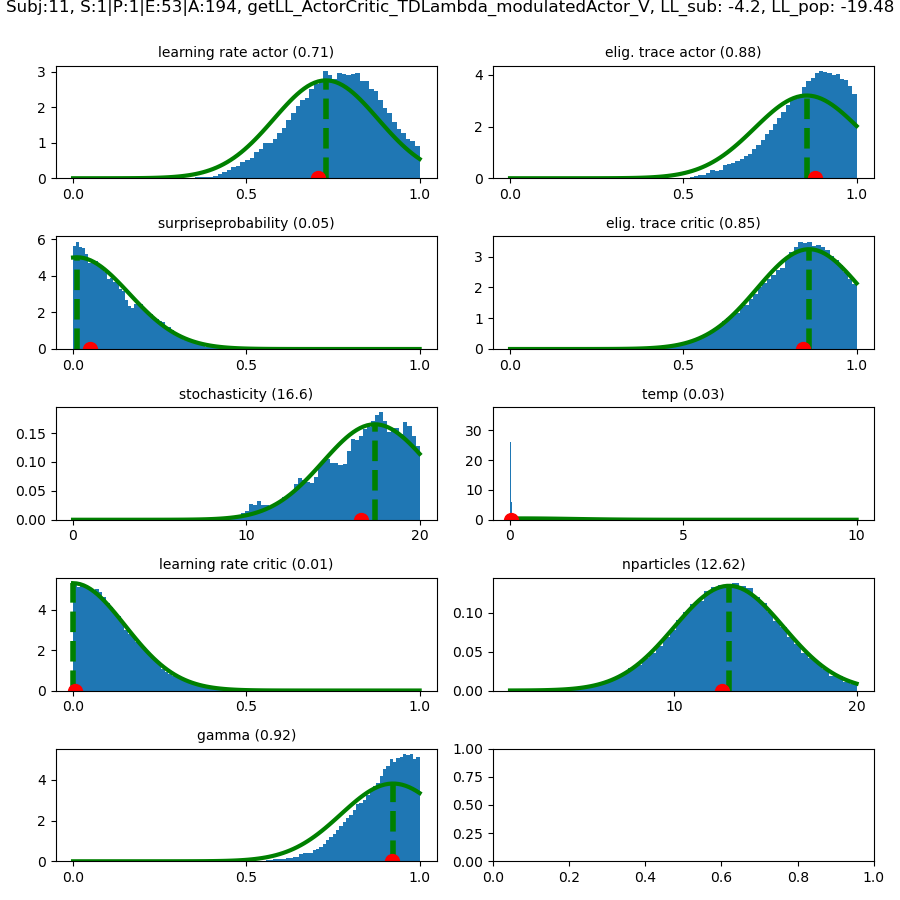 Subj:11, S:1|P:1|E:53|A:194, getLL_ActorCritic_TDLambda_modulatedActor_V, LL_sub: -4.2, LL_pop: -19.48
learning rate actor (0.71)
3
2
1
0
0.0 0.5 1.0
elig. trace actor (0.88)
4
2
0
0.0 0.5 1.0
surpriseprobability (0.05)
6
4
2
0
0.0 0.5 1.0
elig. trace critic (0.85)
3
2
1
0
0.0 0.5 1.0
stochasticity (16.6)
0.15
0.10
0.05
0.00
0 10 20
temp (0.03)
30
20
10
0
0 5 10
learning rate critic (0.01)
4
2
0
0.0 0.5 1.0
nparticles (12.62)
0.10
0.05
0.00
10 20
gamma (0.92)
4
2
0
0.0 0.5 1.0
1.00
0.75
0.50
0.25
0.00
0.0 0.2 0.4 0.6 0.8 1.0